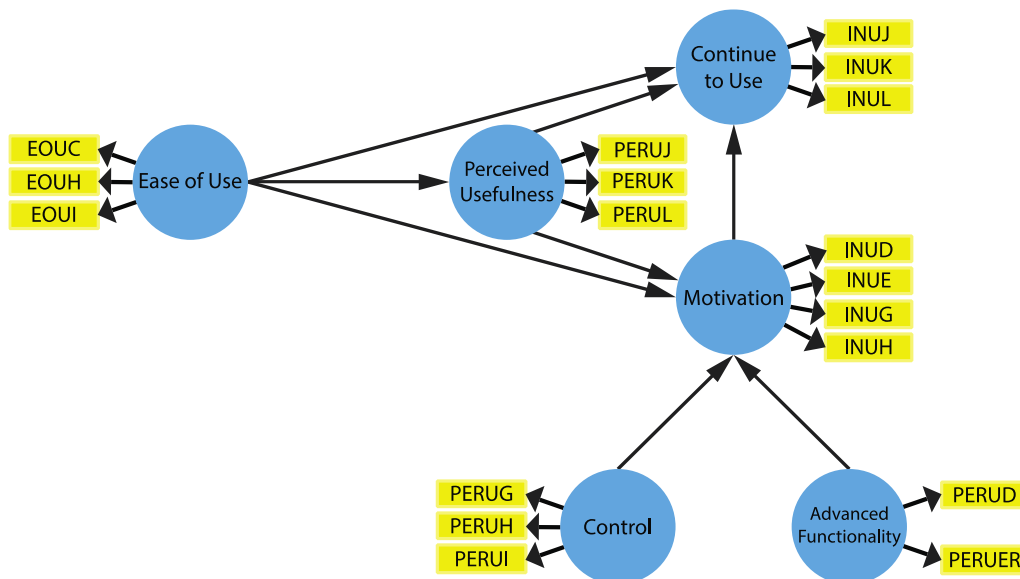 Continue
to Use
INUJ
INUK
INUL
EOUC
EOUH
EOUI
Ease of Use
Perceived
Usefulness
PERUJ
PERUK
PERUL
Motivation
INUD
INUE
INUG
INUH
PERUG
PERUH
PERUI
Control
Advanced
Functionality
PERUD
PERUER